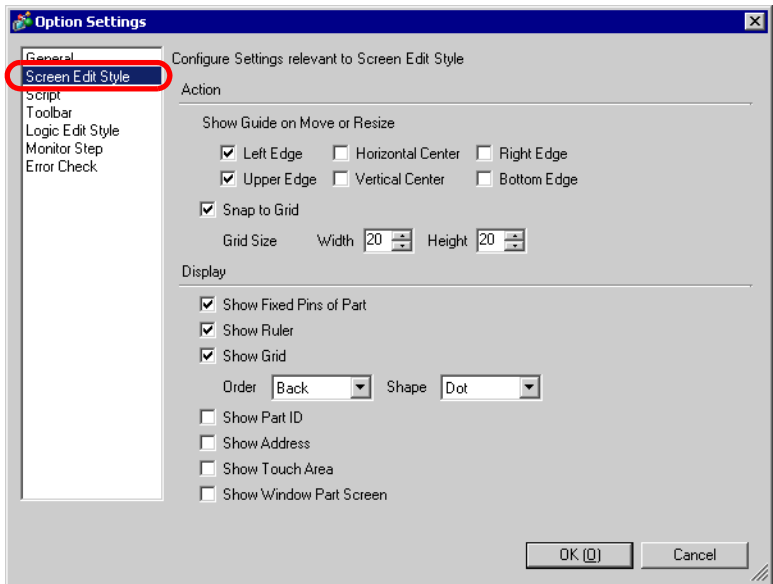 Option Settings
General
Screen Edit Style
Script
Toolbar
Logic Edit Style
Monitor Step
Error Check
Configure Settings relevant to Screen Edit Style
Action
Show Guide on Move or Resize
Left Edge Horizontal Center Right Edge
Upper Edge Vertical Center Bottom Edge
Snap to Grid
Grid Size Width 20 Height 20
Display
Show Fixed Pins of Part
Show Ruler
Show Grid
Order Back Shape Dot
Show Part ID
Show Address
Show Touch Area
Show Window Part Screen
OK (O) Cancel